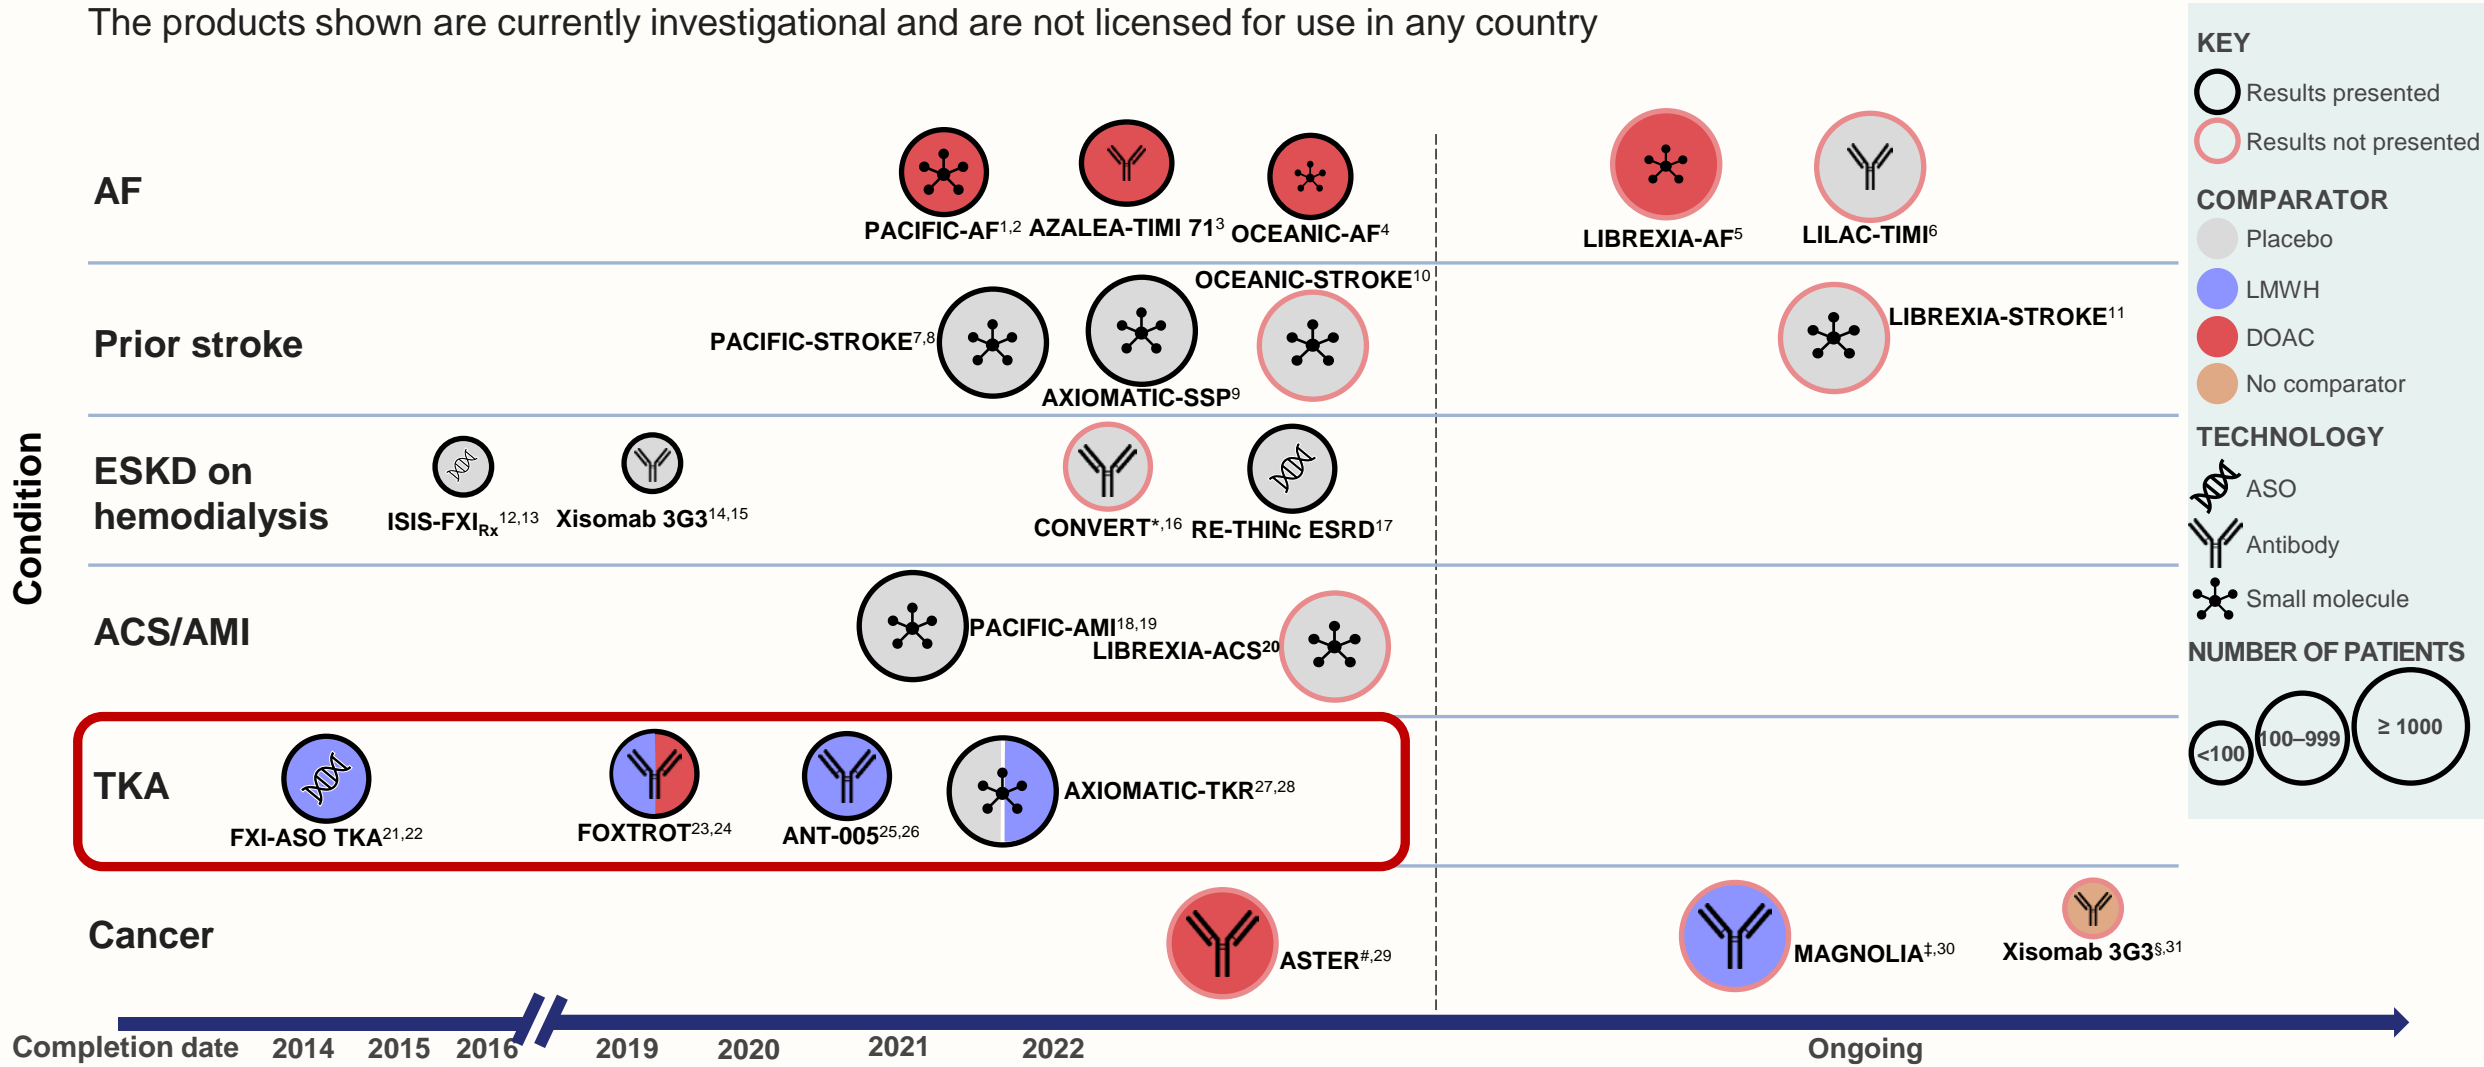 The products shown are currently investigational and are not licensed for use in any country
Condition
AF
PACIFIC-AF1,2
AZALEA-TIMI 713
OCEANIC-AF4
LIBREXIA-AF5
LILAC-TIMI6
Prior stroke
PACIFIC-STROKE7,8
AXIOMATIC-SSP9
OCEANIC-STROKE10
LIBREXIA-STROKE11
ESKD on
hemodialysis
ISIS-FXIRx12,13
Xisomab 3G314,15
CONVERT*,16
RE-THINc ESRD17
ACS/AMI
PACIFIC-AMI18,19
LIBREXIA-ACS20
TKA
FXI-ASO TKA21,22
FOXTROT23,24
ANT-00525,26
AXIOMATIC-TKR27,28
Cancer
ASTER#,29
MAGNOLIA‡,30
Xisomab 3G3§,31
Completion date
2014
2015
2016
2019
2020
2021
2022
Ongoing
KEY
Results presented
Results not presented
COMPARATOR
Placebo
LMWH
DOAC
No comparator
TECHNOLOGY
ASO
Antibody
Small molecule
NUMBER OF PATIENTS
<100
100–999
≥ 1000